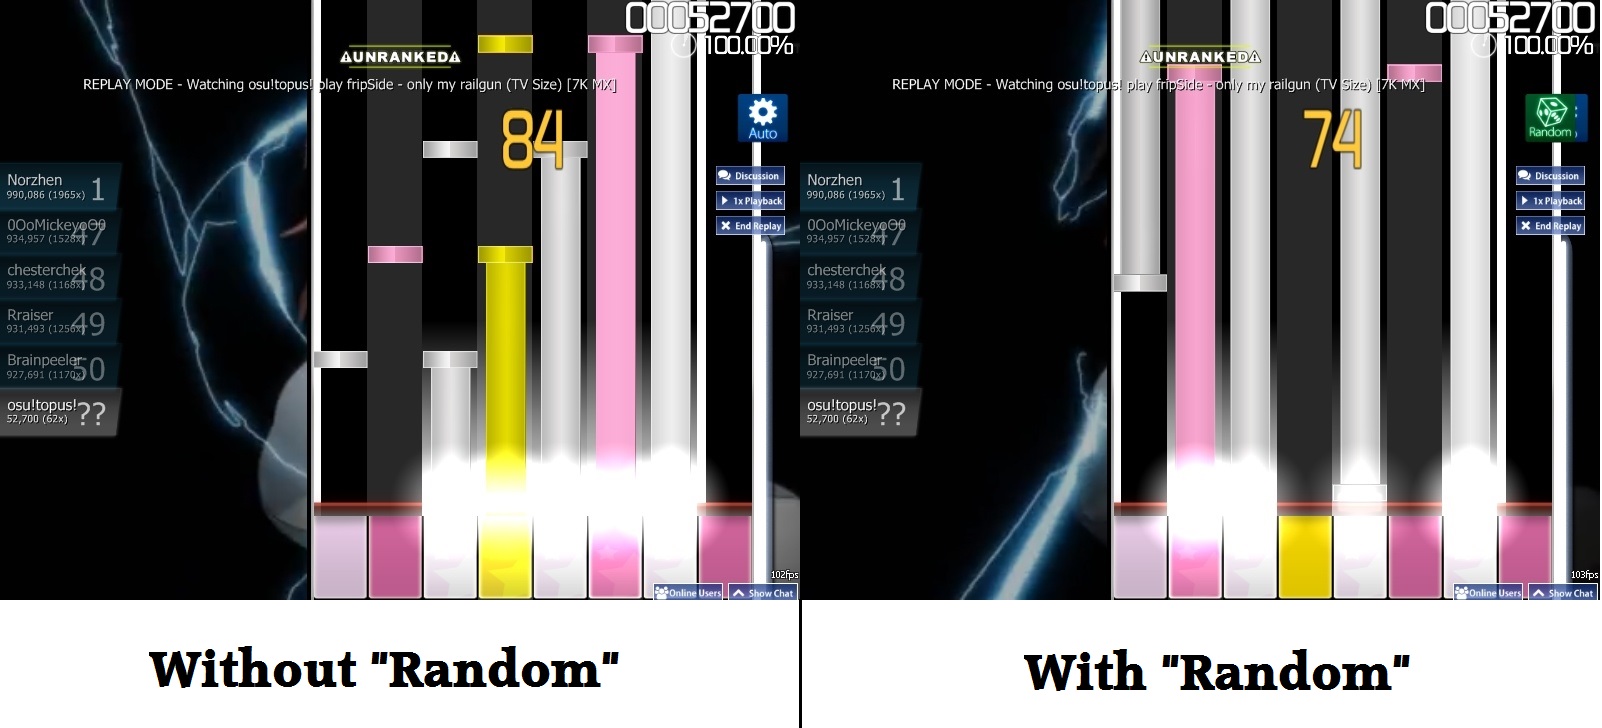 00052700
100.00%
⚠UNRANKED⚠
REPLAY MODE - Watching osu!topus! play fripSide - only my railgun (TV Size) [7K MX]
84
Auto
Discussion
1x Playback
End Replay
Norzhen
990,086 (1965x) 1
0OoMickeyoO0
934,957 (1528x) 47
chesterchek
933,148 (1168x) 48
Rraiser
931,493 (1256x) 49
Brainpeeler
927,691 (1170x) 50
osu!topus!
52,700 (62x) ??
102fps
Online Users
Show Chat
Without "Random"
00052700
100.00%
⚠UNRANKED⚠
REPLAY MODE - Watching osu!topus! play fripSide - only my railgun (TV Size) [7K MX]
74
Random
Discussion
1x Playback
End Replay
Norzhen
990,086 (1965x) 1
0OoMickeyoO0
934,957 (1528x) 47
chesterchek
933,148 (1168x) 48
Rraiser
931,493 (1256x) 49
Brainpeeler
927,691 (1170x) 50
osu!topus!
52,700 (62x) ??
103fps
Online Users
Show Chat
With "Random"